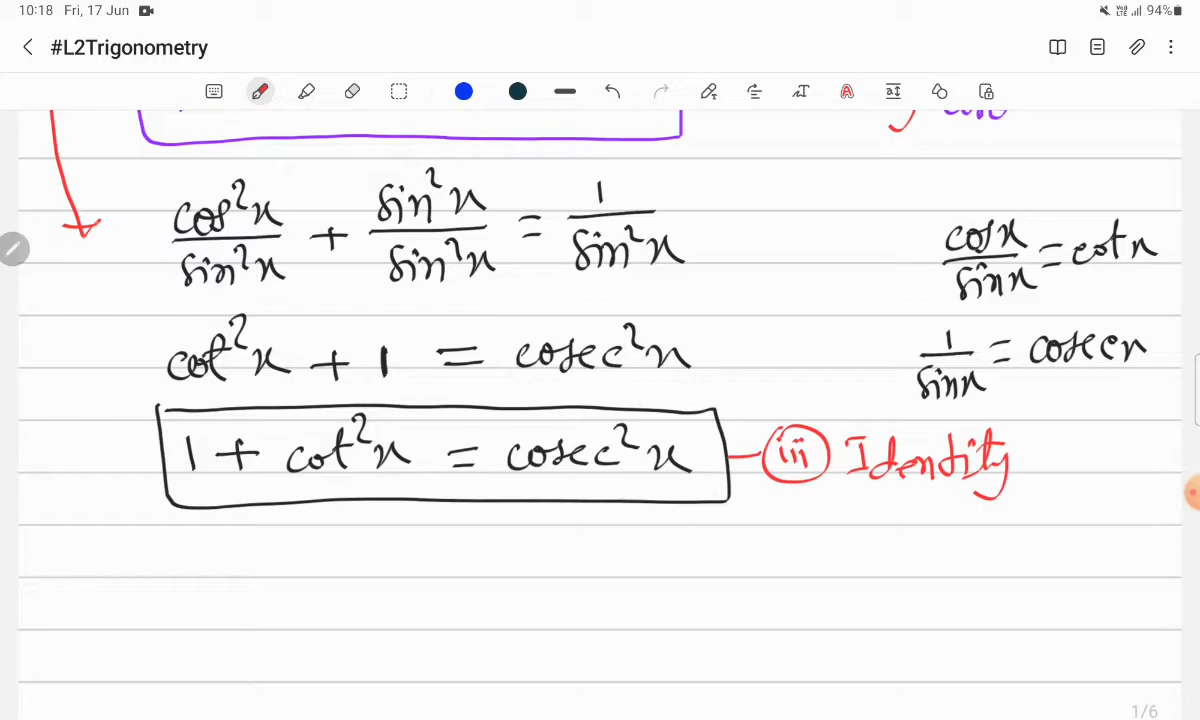 10:18 Fri, 17 Jun 94%
#L2Trigonometry
cos²x/sin²x + sin²x/sin²x = 1/sin²x
cosx/sinx = cotx
cot²x + 1 = cosec²x
1/sinx = cosecx
1 + cot²x = cosec²x — (iii) Identity
1/6